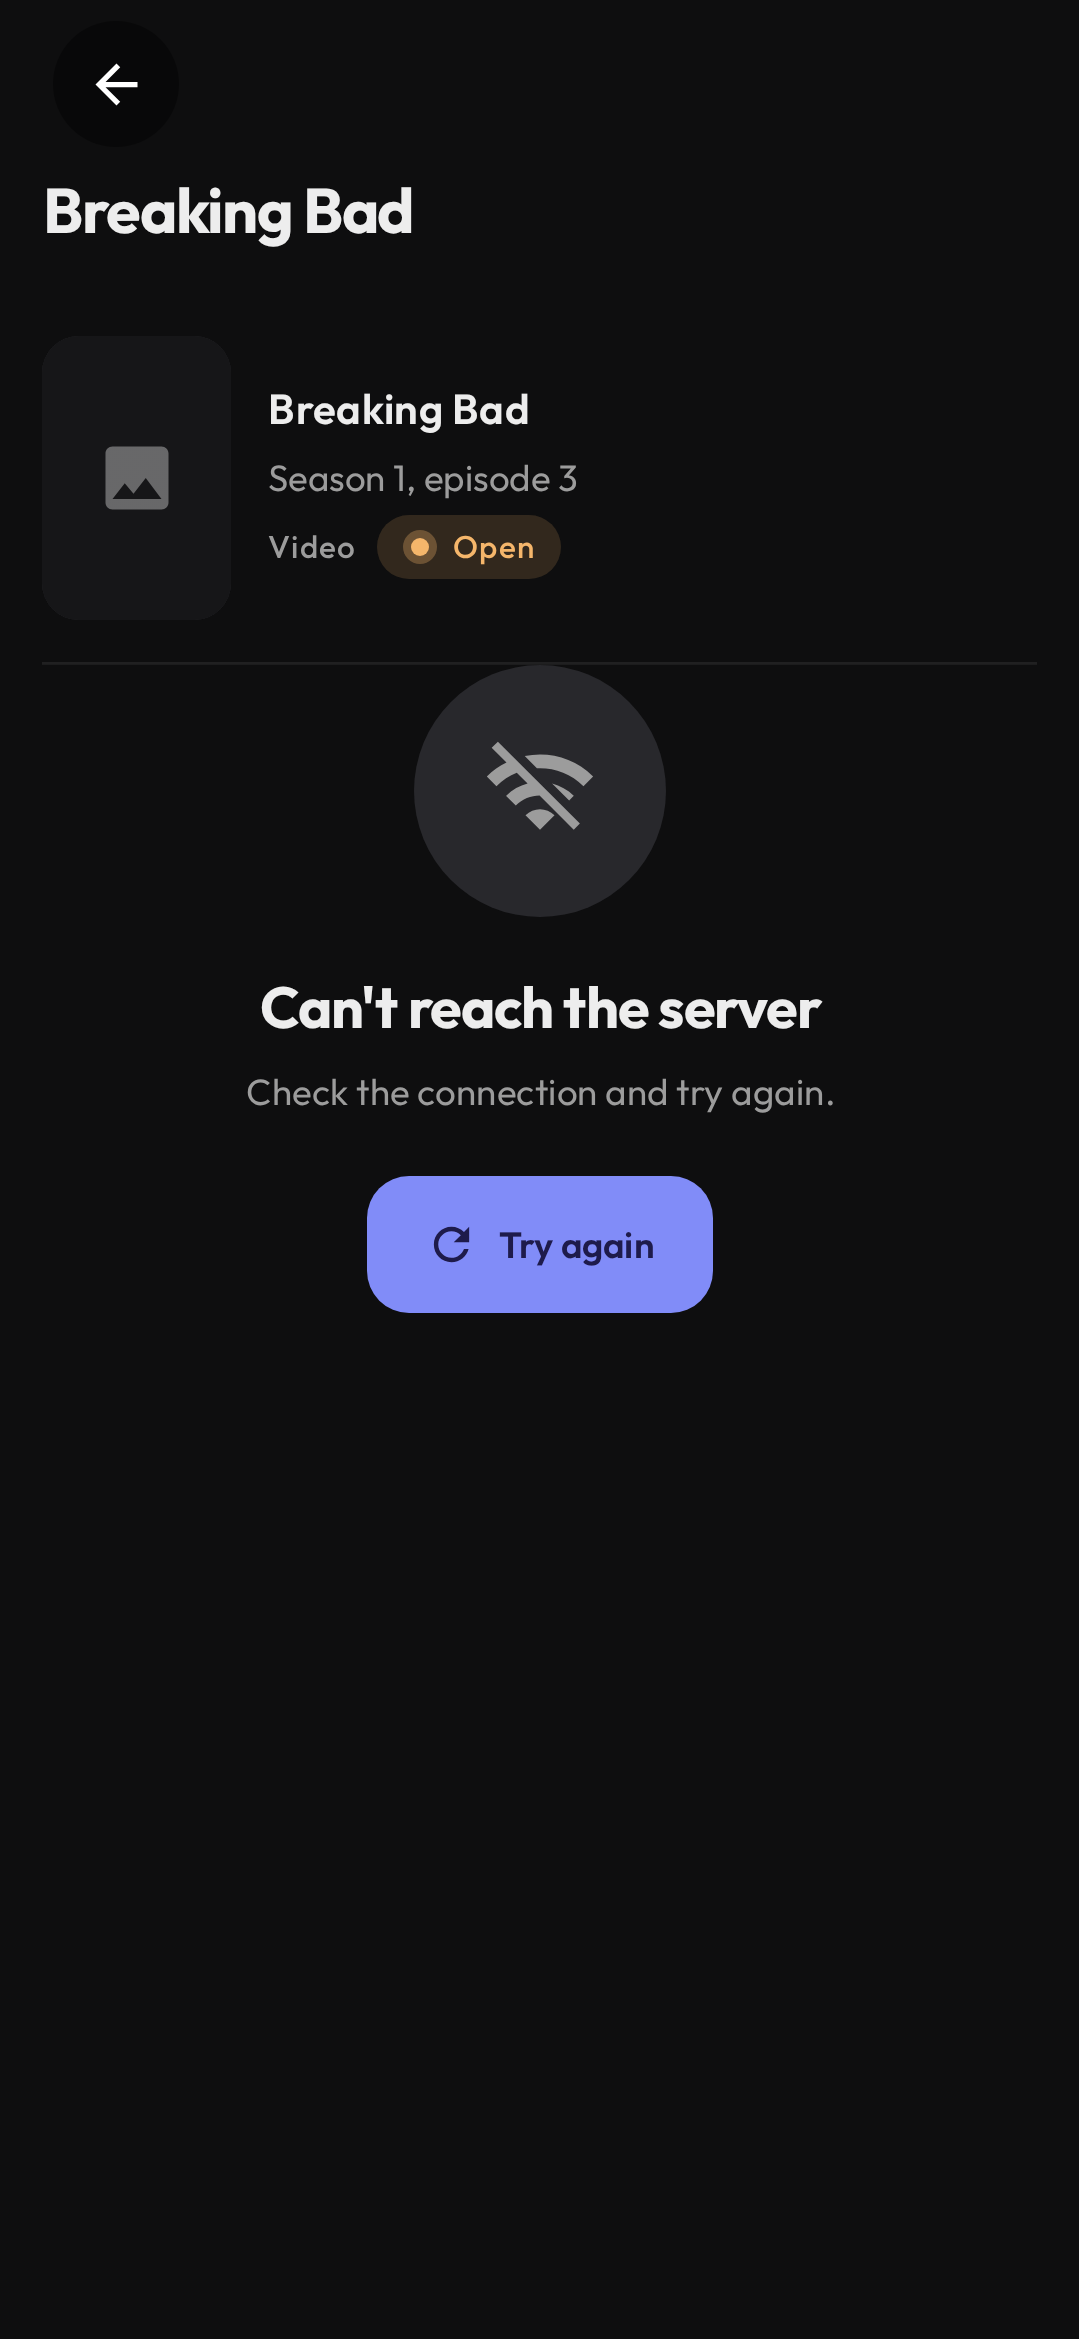 Breaking Bad
Breaking Bad
Season 1, episode 3
Video Open
Can't reach the server
Check the connection and try again.
Try again